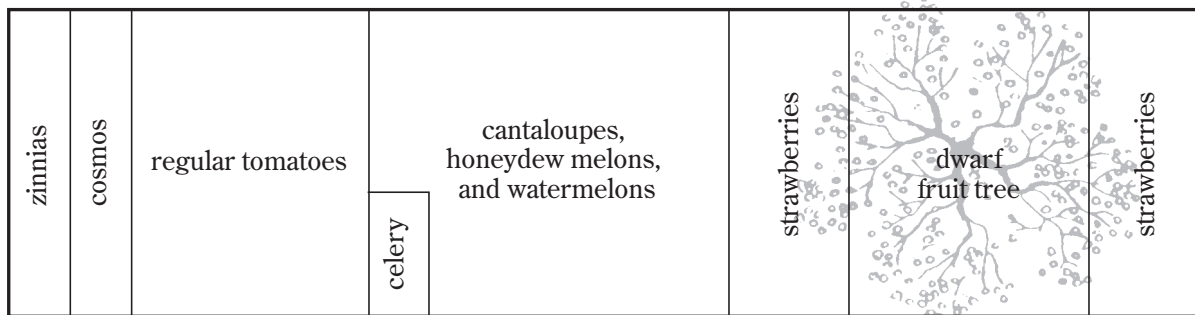 zinnias
cosmos
regular tomatoes
celery
cantaloupes,
honeydew melons,
and watermelons
strawberries
dwarf
fruit tree
strawberries